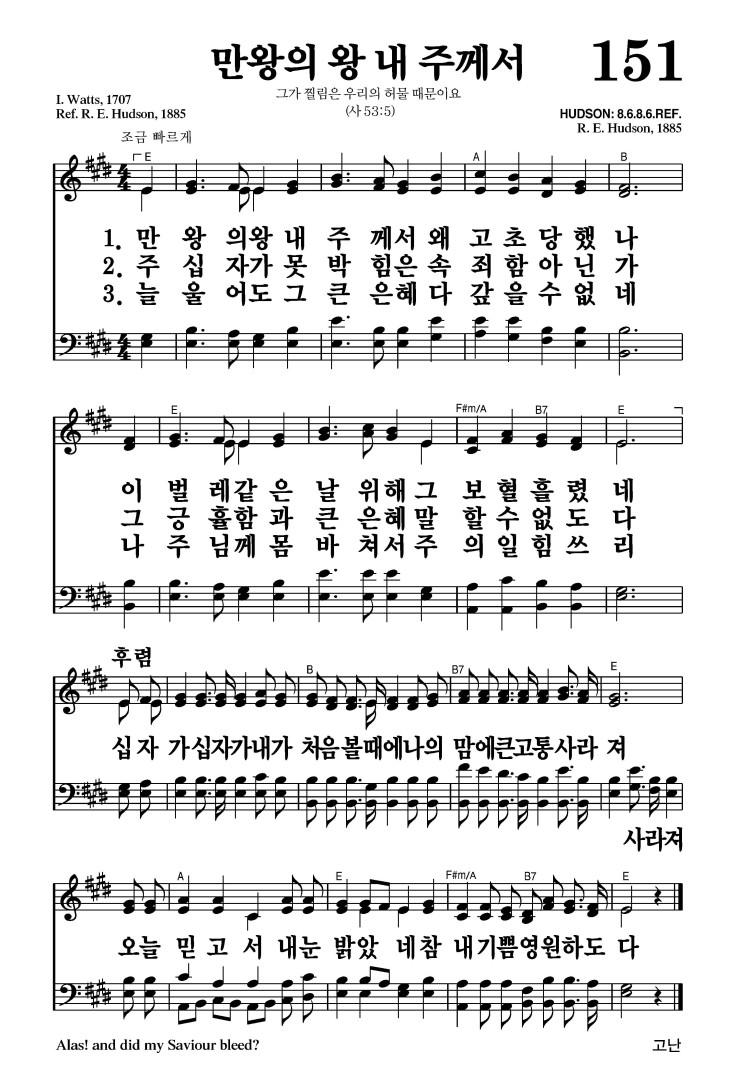 만왕의 왕 내 주께서 151
그가 찔림은 우리의 허물 때문이요
(사 53:5)
I. Watts, 1707
Ref. R. E. Hudson, 1885
HUDSON: 8.6.8.6.REF.
R. E. Hudson, 1885
조금 빠르게
E A B
1. 만 왕 의왕 내 주 께서 왜 고 초 당 했 나
2. 주 십 자가 못 박 힘은 속 죄 함 아 닌 가
3. 늘 울 어도 그 큰 은혜 다 갚 을 수 없 네
E F#m/A B7 E
이 벌 레같 은 날 위해 그 보 혈 흘 렸 네
그 긍 휼함 과 큰 은혜 말 할 수 없 도 다
나 주 님께 몸 바 쳐서 주 의 일 힘 쓰 리
후렴
E B B7 E
십 자 가 십자가 내가 처음 볼 때에 나의 맘에 큰 고통 사라 져
사라져
A E F#m/A B7 E
오늘 믿 고 서 내눈 밝았 네 참 내 기쁨 영원하도 다
Alas! and did my Saviour bleed?
고난